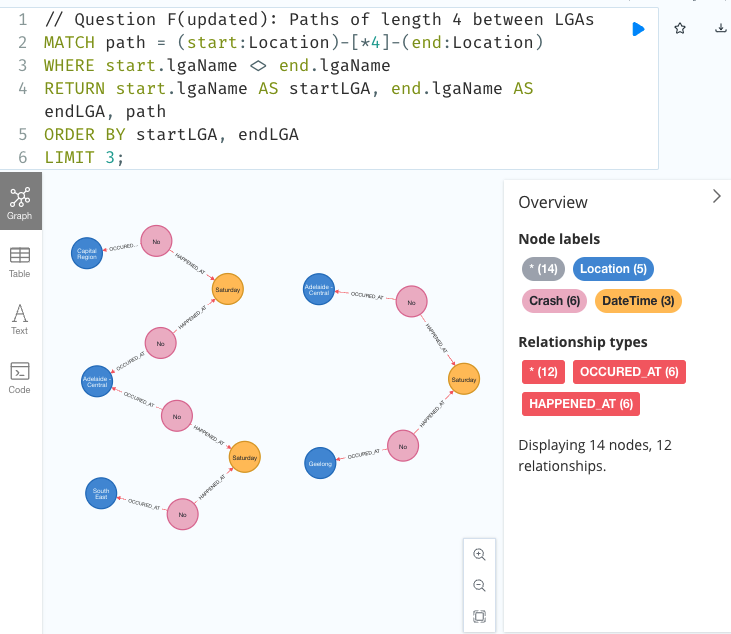 1 // Question F(updated): Paths of length 4 between LGAs
2 MATCH path = (start:Location)-[*4]-(end:Location)
3 WHERE start.lgaName <> end.lgaName
4 RETURN start.lgaName AS startLGA, end.lgaName AS
endLGA, path
5 ORDER BY startLGA, endLGA
6 LIMIT 3;
Graph
Table
Text
Code
Capital
Region
OCCURED...
No
HAPPENED_AT
Saturday
HAPPENED_AT
No
OCCURED_AT
Adelaide -
Central
OCCURED_AT
No
HAPPENED_AT
Saturday
HAPPENED_AT
No
OCCURED_AT
South
East
Adelaide -
Central
OCCURED_AT
No
HAPPENED_AT
Saturday
HAPPENED_AT
No
OCCURED_AT
Geelong
Overview
Node labels
* (14) Location (5)
Crash (6) DateTime (3)
Relationship types
* (12) OCCURED_AT (6)
HAPPENED_AT (6)
Displaying 14 nodes, 12
relationships.